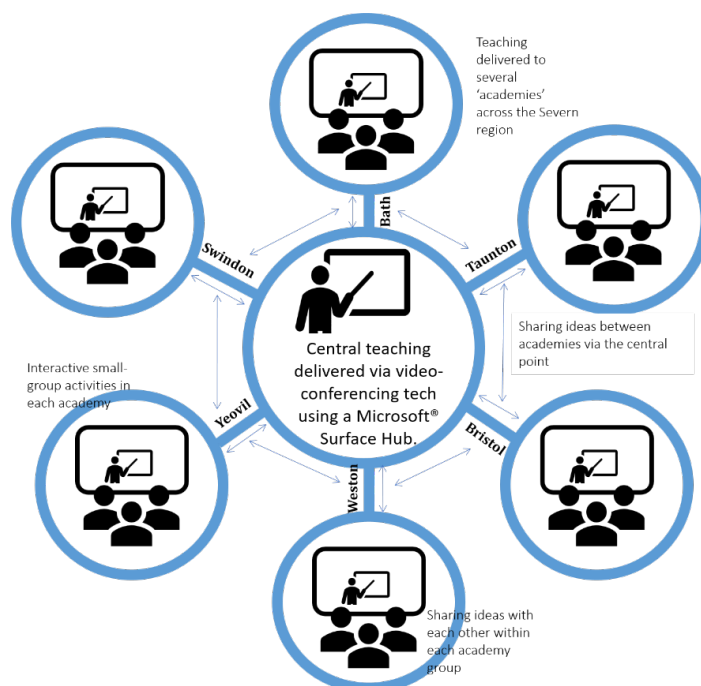 Teaching
delivered to
several
‘academies’
across the Severn
region
Bath
Swindon
Taunton
Central teaching
delivered via video-
conferencing tech
using a Microsoft®
Surface Hub.
Sharing ideas between
academies via the central
point
Interactive small-
group activities in
each academy
Yeovil
Bristol
Weston
Sharing ideas with
each other within
each academy
group